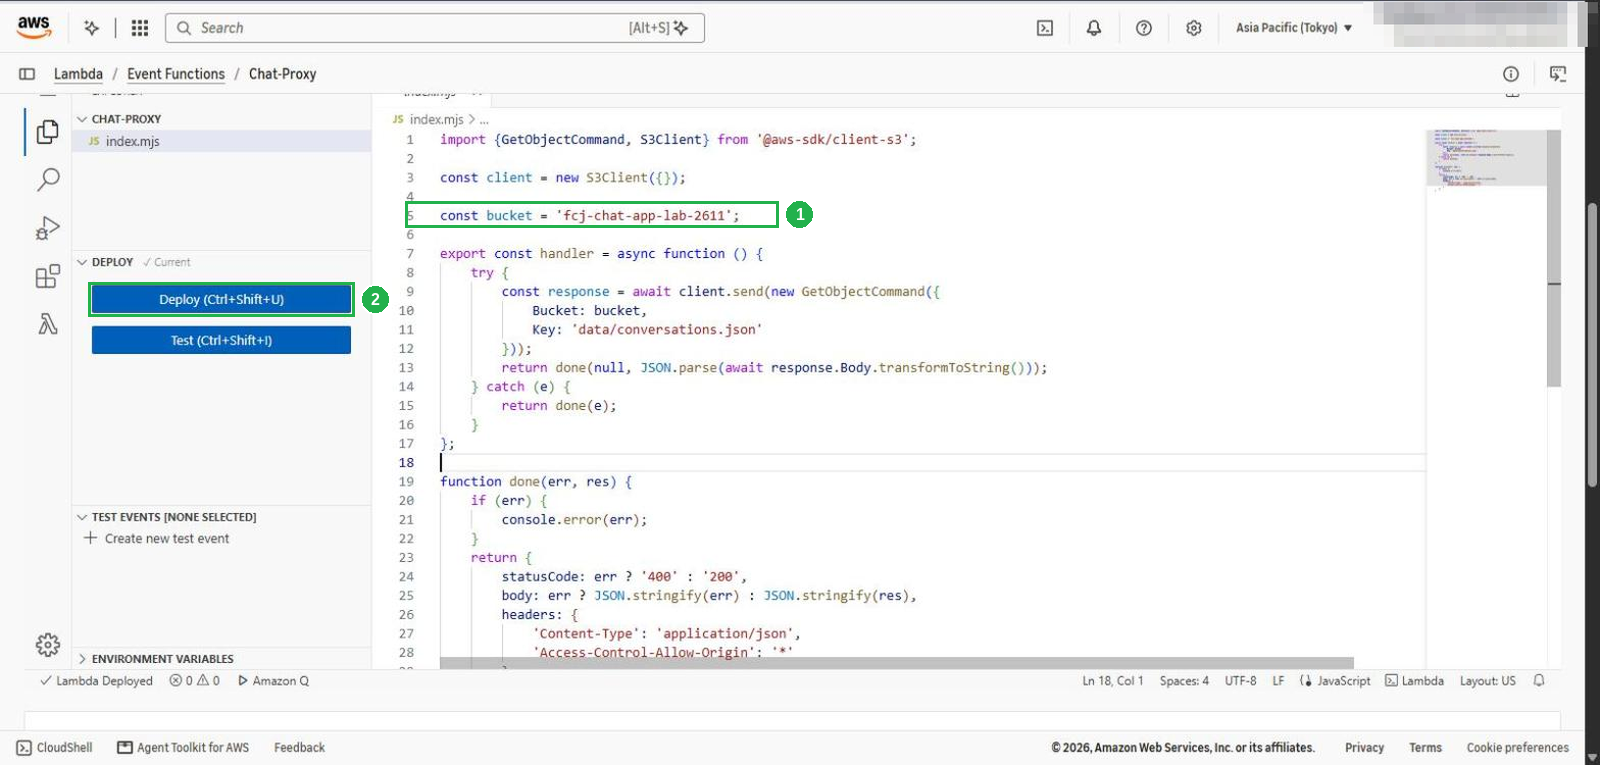 aws
Search
[Alt+S]
Asia Pacific (Tokyo)
Lambda / Event Functions / Chat-Proxy
CHAT-PROXY
JS index.mjs
DEPLOY Current
Deploy (Ctrl+Shift+U)
2
Test (Ctrl+Shift+I)
TEST EVENTS [NONE SELECTED]
Create new test event
ENVIRONMENT VARIABLES
index.mjs
JS index.mjs > ...
1 import {GetObjectCommand, S3Client} from '@aws-sdk/client-s3';
2
3 const client = new S3Client({});
4
5 const bucket = 'fcj-chat-app-lab-2611';
1
6
7 export const handler = async function () {
8 try {
9 const response = await client.send(new GetObjectCommand({
10 Bucket: bucket,
11 Key: 'data/conversations.json'
12 }));
13 return done(null, JSON.parse(await response.Body.transformToString()));
14 } catch (e) {
15 return done(e);
16 }
17 };
18
19 function done(err, res) {
20 if (err) {
21 console.error(err);
22 }
23 return {
24 statusCode: err ? '400' : '200',
25 body: err ? JSON.stringify(err) : JSON.stringify(res),
26 headers: {
27 'Content-Type': 'application/json',
28 'Access-Control-Allow-Origin': '*'
Lambda Deployed 0 0 Amazon Q
Ln 18, Col 1 Spaces: 4 UTF-8 LF JavaScript Lambda Layout: US
CloudShell Agent Toolkit for AWS Feedback
© 2026, Amazon Web Services, Inc. or its affiliates. Privacy Terms Cookie preferences